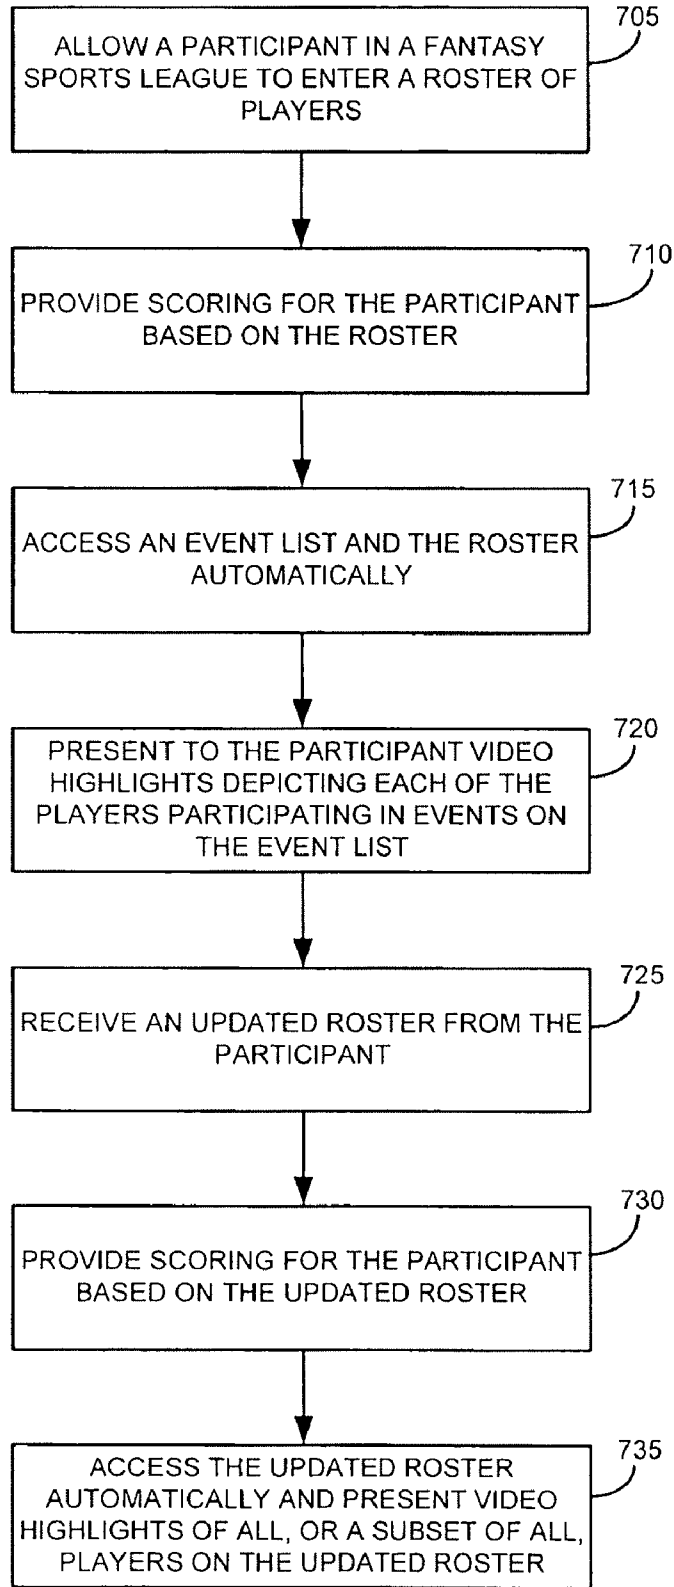 705
ALLOW A PARTICIPANT IN A FANTASY
SPORTS LEAGUE TO ENTER A ROSTER OF
PLAYERS
710
PROVIDE SCORING FOR THE PARTICIPANT
BASED ON THE ROSTER
715
ACCESS AN EVENT LIST AND THE ROSTER
AUTOMATICALLY
720
PRESENT TO THE PARTICIPANT VIDEO
HIGHLIGHTS DEPICTING EACH OF THE
PLAYERS PARTICIPATING IN EVENTS ON
THE EVENT LIST
725
RECEIVE AN UPDATED ROSTER FROM THE
PARTICIPANT
730
PROVIDE SCORING FOR THE PARTICIPANT
BASED ON THE UPDATED ROSTER
735
ACCESS THE UPDATED ROSTER
AUTOMATICALLY AND PRESENT VIDEO
HIGHLIGHTS OF ALL, OR A SUBSET OF ALL,
PLAYERS ON THE UPDATED ROSTER